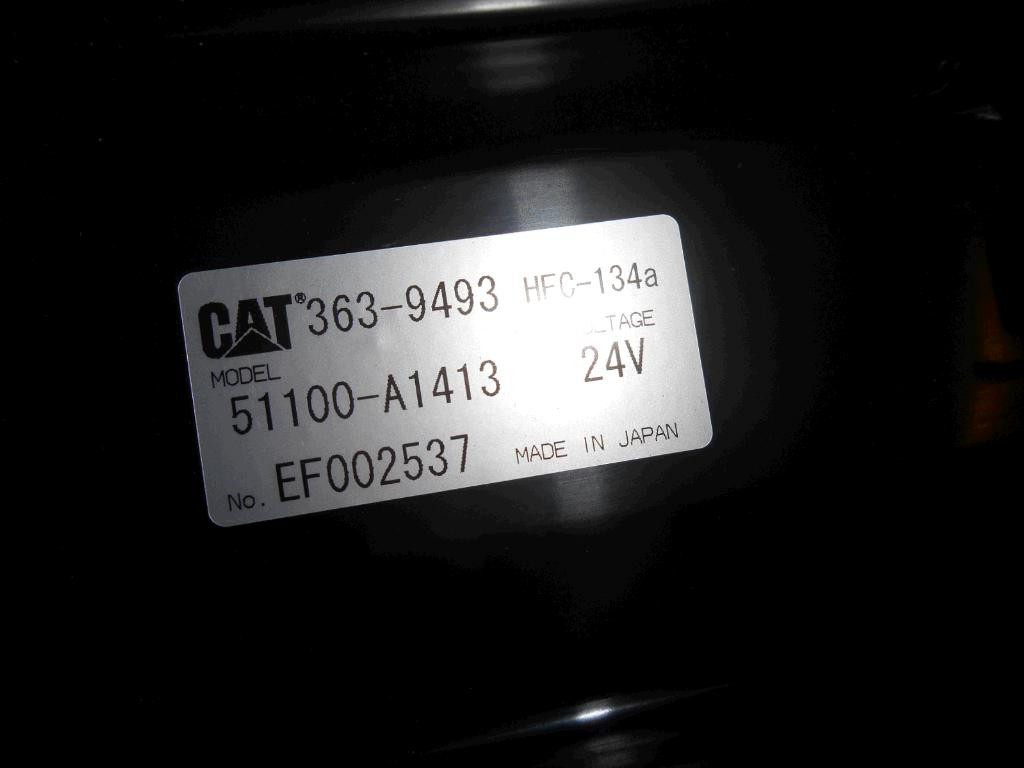 CAT® 363-9493 HFC-134a
MODEL
51100-A1413 24V
No. EF002537 MADE IN JAPAN